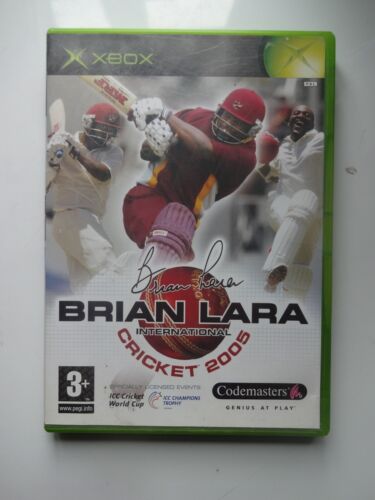 XBOX
Brian Lara
BRIAN LARA
INTERNATIONAL
CRICKET 2005
3+
www.pegi.info
OFFICIALLY LICENSED EVENTS
ICC Cricket
World Cup
ICC CHAMPIONS
TROPHY
Codemasters
GENIUS AT PLAY